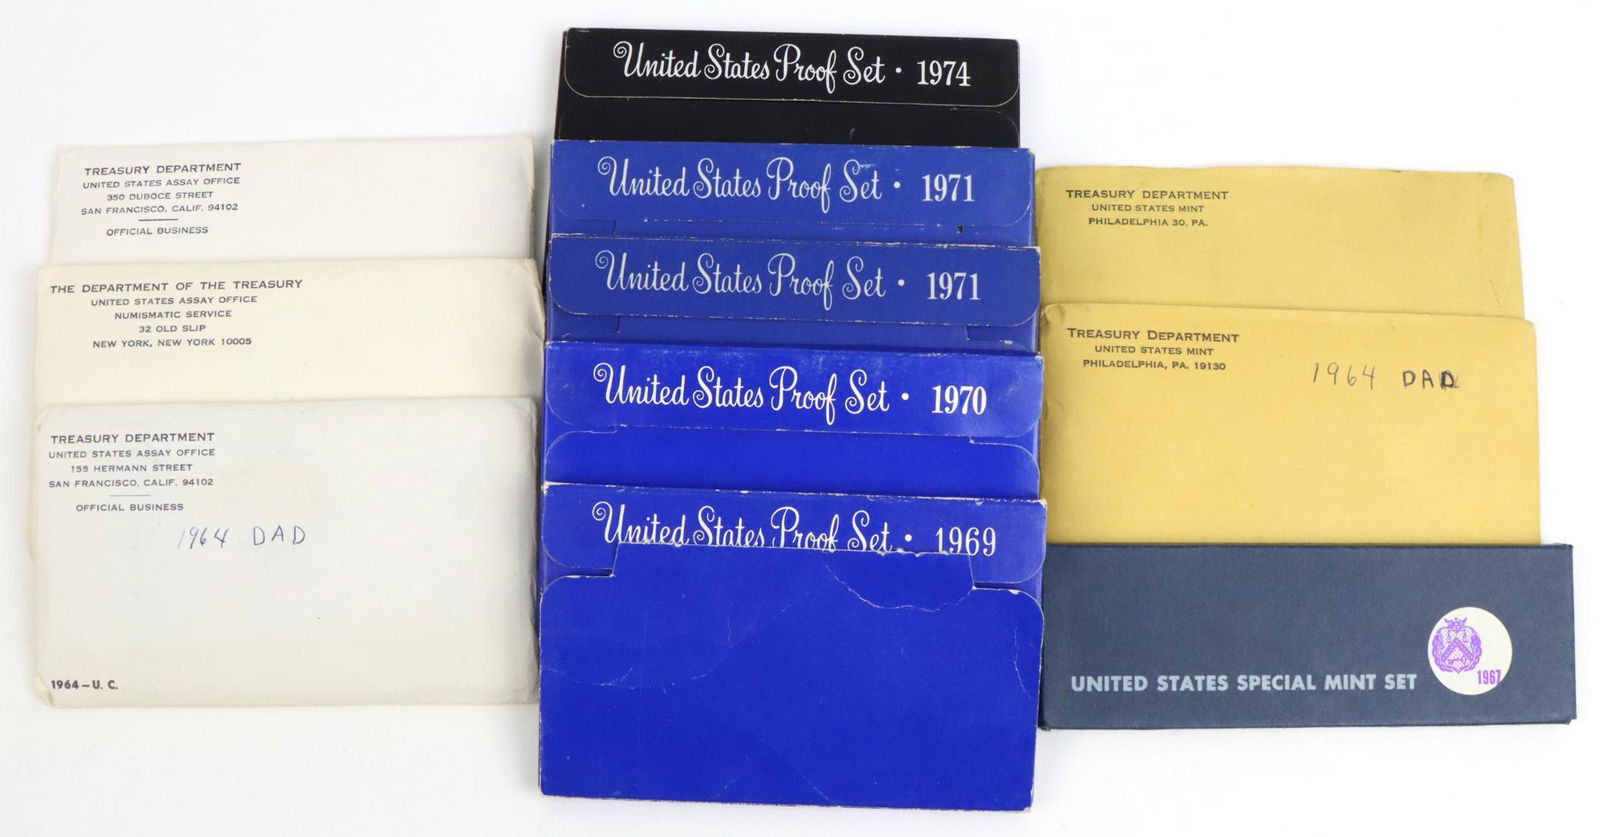 TREASURY DEPARTMENT
UNITED STATES ASSAY OFFICE
350 DUBOCE STREET
SAN FRANCISCO, CALIF. 94102
OFFICIAL BUSINESS
THE DEPARTMENT OF THE TREASURY
UNITED STATES ASSAY OFFICE
NUMISMATIC SERVICE
32 OLD SLIP
NEW YORK, NEW YORK 10005
TREASURY DEPARTMENT
UNITED STATES ASSAY OFFICE
155 HERMANN STREET
SAN FRANCISCO, CALIF. 94102
OFFICIAL BUSINESS
1964 DAD
1964-U. C.
United States Proof Set · 1974
United States Proof Set · 1971
United States Proof Set · 1971
United States Proof Set · 1970
United States Proof Set · 1969
TREASURY DEPARTMENT
UNITED STATES MINT
PHILADELPHIA 30, PA.
TREASURY DEPARTMENT
UNITED STATES MINT
PHILADELPHIA, PA. 19130
1964 DAD
UNITED STATES SPECIAL MINT SET
1967